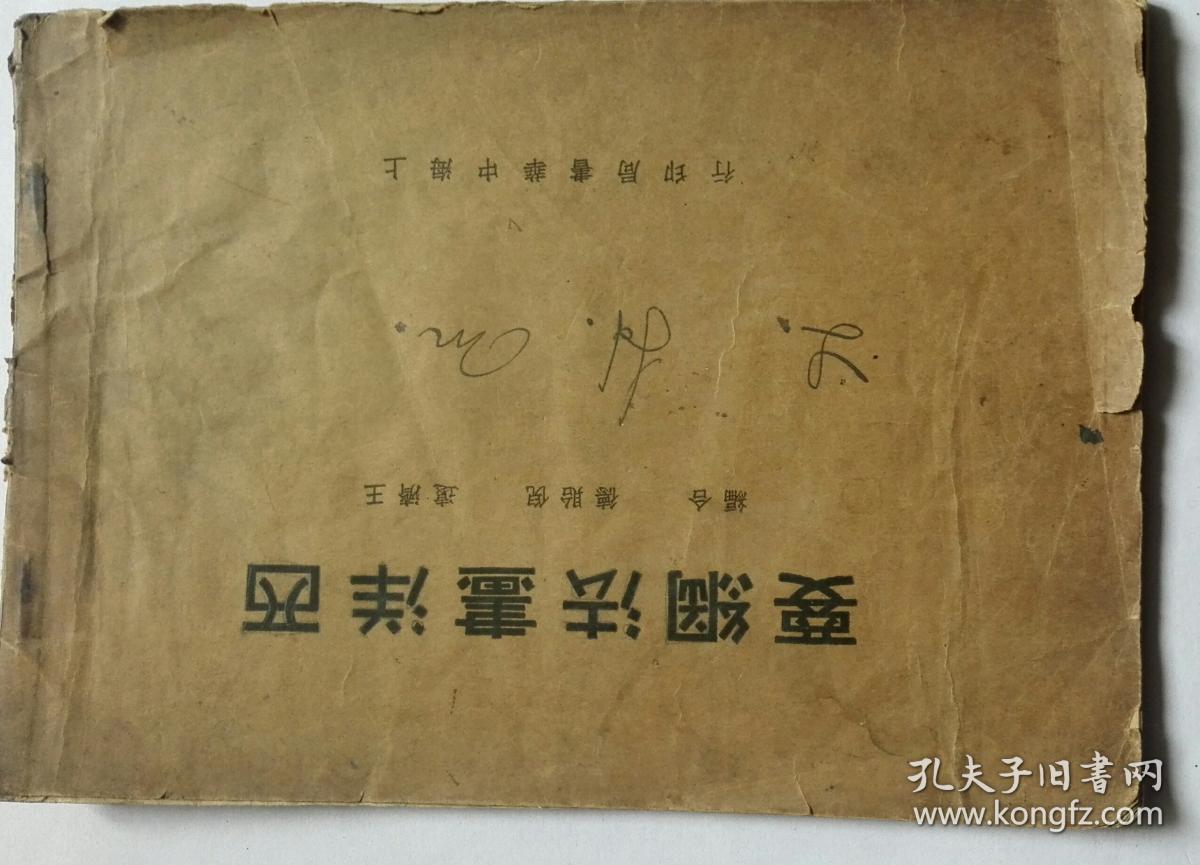 西洋畫法綱要
王濟遠 倪貽德 合編
L.
上海中華書局印行
孔夫子旧書网
www.kongfz.com